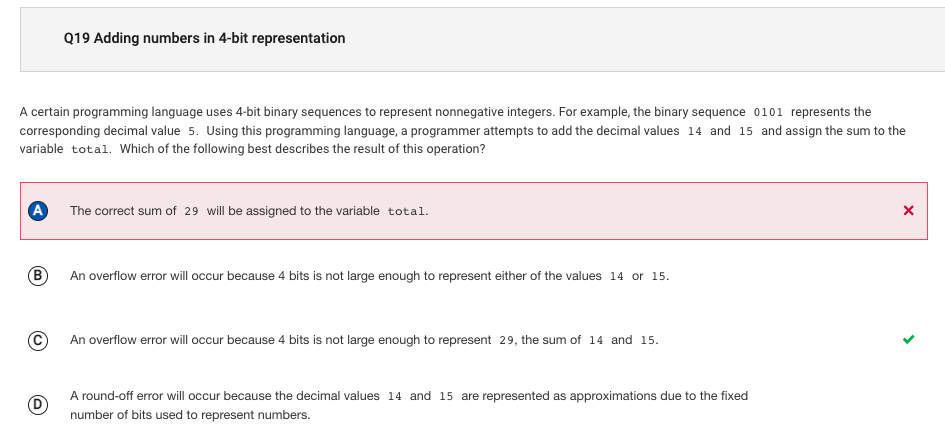 Q19 Adding numbers in 4-bit representation
A certain programming language uses 4-bit binary sequences to represent nonnegative integers. For example, the binary sequence 0101 represents the
corresponding decimal value 5. Using this programming language, a programmer attempts to add the decimal values 14 and 15 and assign the sum to the
variable total. Which of the following best describes the result of this operation?
A The correct sum of 29 will be assigned to the variable total.
B An overflow error will occur because 4 bits is not large enough to represent either of the values 14 or 15.
C An overflow error will occur because 4 bits is not large enough to represent 29, the sum of 14 and 15.
D A round-off error will occur because the decimal values 14 and 15 are represented as approximations due to the fixed
number of bits used to represent numbers.